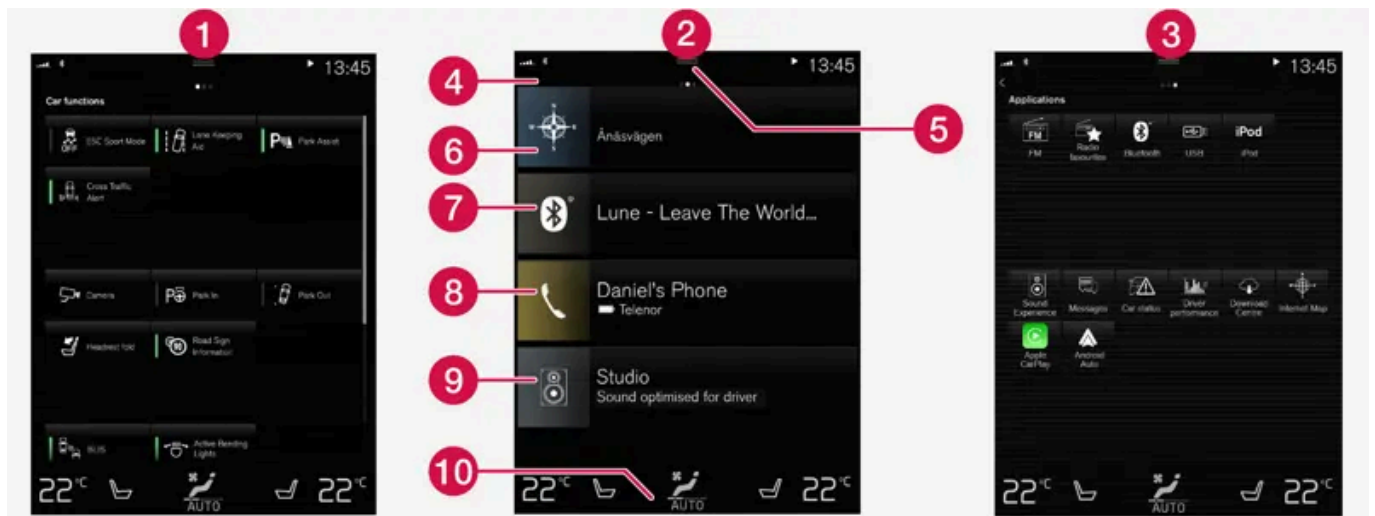 1
2
3
13:45
Car functions
OFF
ESC Sport Mode
Lane Keeping
Aid
Park Assist
Cross Traffic
Alert
Camera
Park In
Park Out
Headrest fold
Road Sign
Information
BLIS
Active Bending
Lights
22°C
AUTO
22°C
4
5
6
7
8
9
10
13:45
Ånäsvägen
Lune - Leave The World...
Daniel's Phone
Telenor
Studio
Sound optimised for driver
22°C
AUTO
22°C
13:45
Applications
FM
FM
Radio
favourites
Bluetooth
USB
iPod
iPod
Sound
Experience
Messages
Car status
Driver
performance
Download
Centre
Internet Map
Apple
CarPlay
Android
Auto
22°C
AUTO
22°C